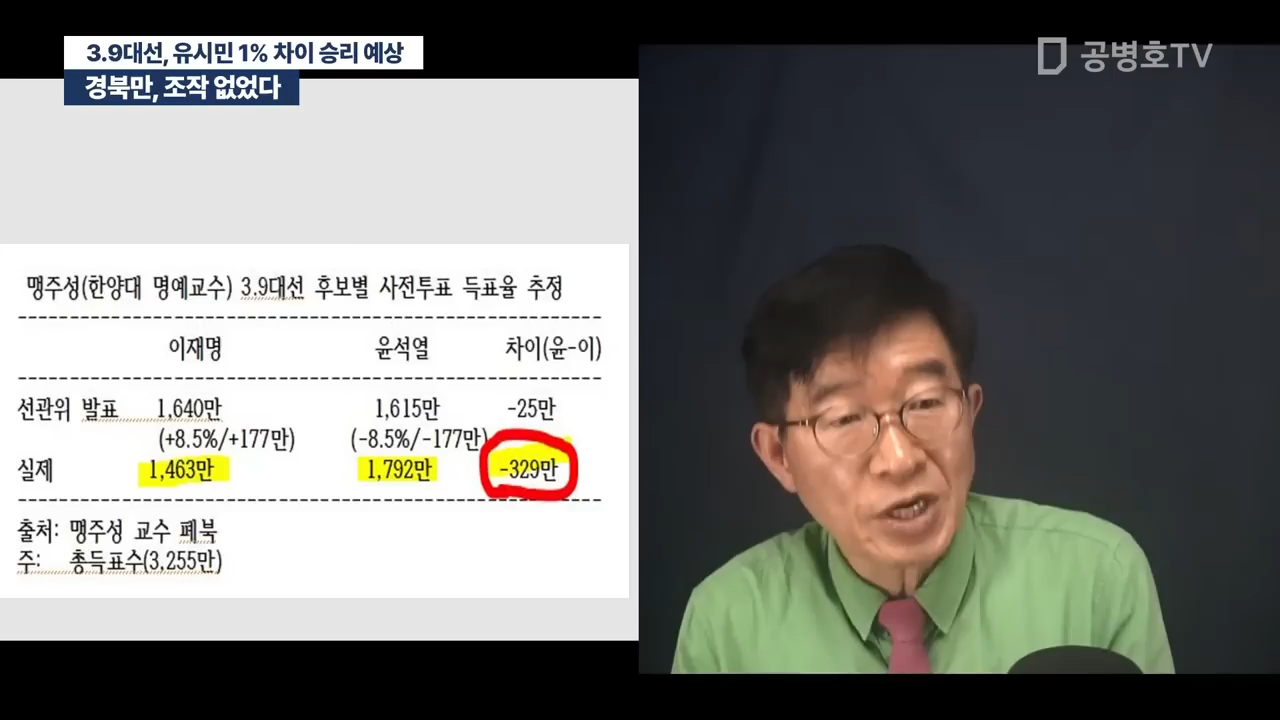 3.9대선, 유시민 1% 차이 승리 예상
경북만, 조작 없었다
공병호TV
맹주성(한양대 명예교수) 3.9대선 후보별 사전투표 득표율 추정
이재명 윤석열 차이(윤-이)
선관위 발표 1,640만 1,615만 -25만
(+8.5%/+177만) (-8.5%/-177만)
실제 1,463만 1,792만 -329만
출처: 맹주성 교수 페북
주: 총득표수(3,255만)